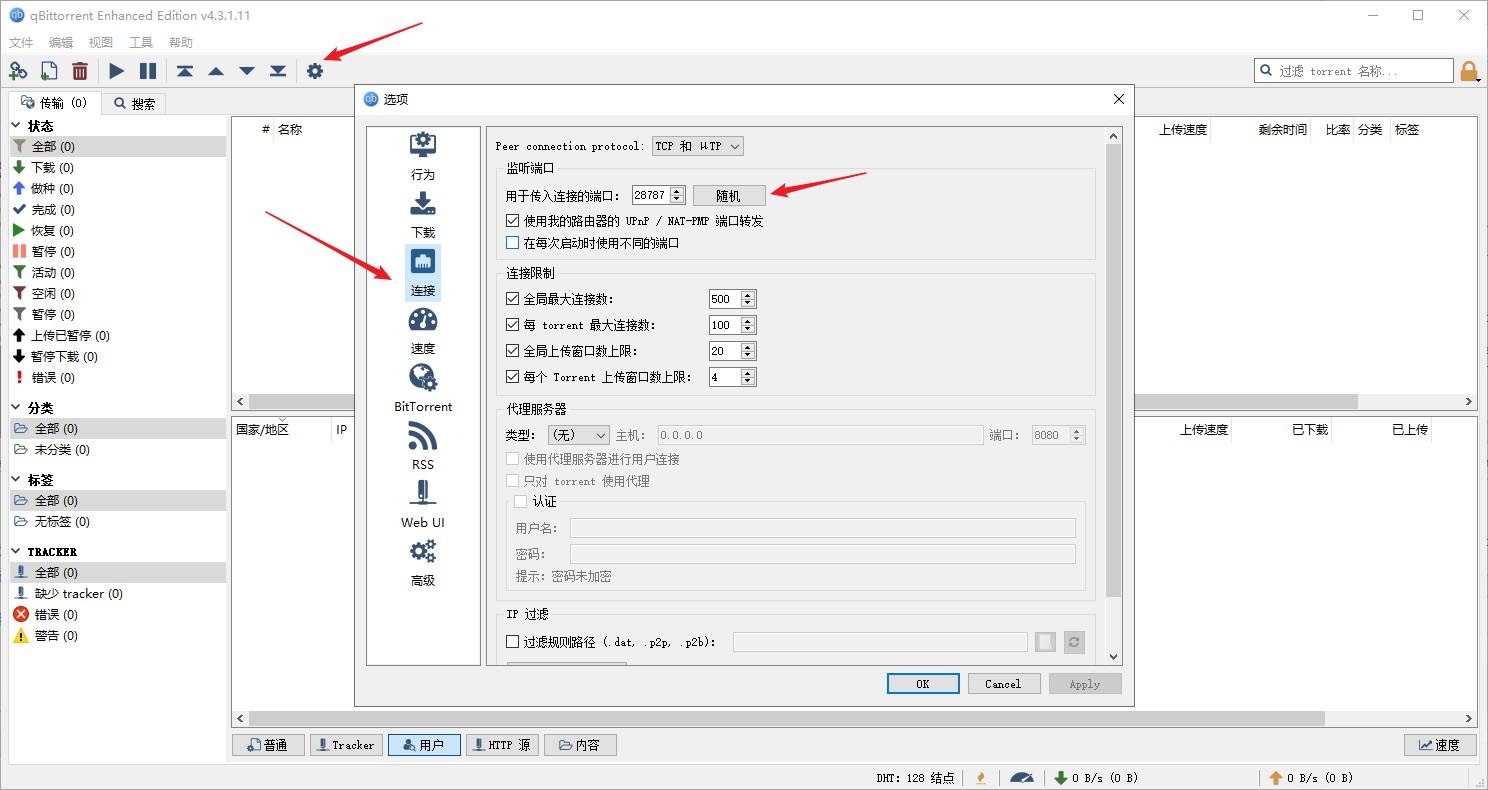 qBittorrent Enhanced Edition v4.3.1.11
文件 编辑 视图 工具 帮助
过滤 torrent 名称...
传输 (0) 搜索
状态
全部 (0)
下载 (0)
做种 (0)
完成 (0)
恢复 (0)
暂停 (0)
活动 (0)
空闲 (0)
暂停 (0)
上传已暂停 (0)
暂停下载 (0)
错误 (0)
分类
全部 (0)
未分类 (0)
标签
全部 (0)
无标签 (0)
TRACKER
全部 (0)
缺少 tracker (0)
错误 (0)
警告 (0)
# 名称
上传速度 剩余时间 比率 分类 标签
国家/地区 IP
上传速度 已下载 已上传
选项
行为
下载
连接
速度
BitTorrent
RSS
Web UI
高级
Peer connection protocol: TCP 和 μTP
监听端口
用于传入连接的端口: 28787 随机
使用我的路由器的 UPnP / NAT-PMP 端口转发
在每次启动时使用不同的端口
连接限制
全局最大连接数: 500
每 torrent 最大连接数: 100
全局上传窗口数上限: 20
每个 Torrent 上传窗口数上限: 4
代理服务器
类型: (无) 主机: 0.0.0.0 端口: 8080
使用代理服务器进行用户连接
只对 torrent 使用代理
认证
用户名:
密码:
提示: 密码未加密
IP 过滤
过滤规则路径 (.dat, .p2p, .p2b):
OK Cancel Apply
普通 Tracker 用户 HTTP 源 内容 速度
DHT: 128 结点 0 B/s (0 B) 0 B/s (0 B)